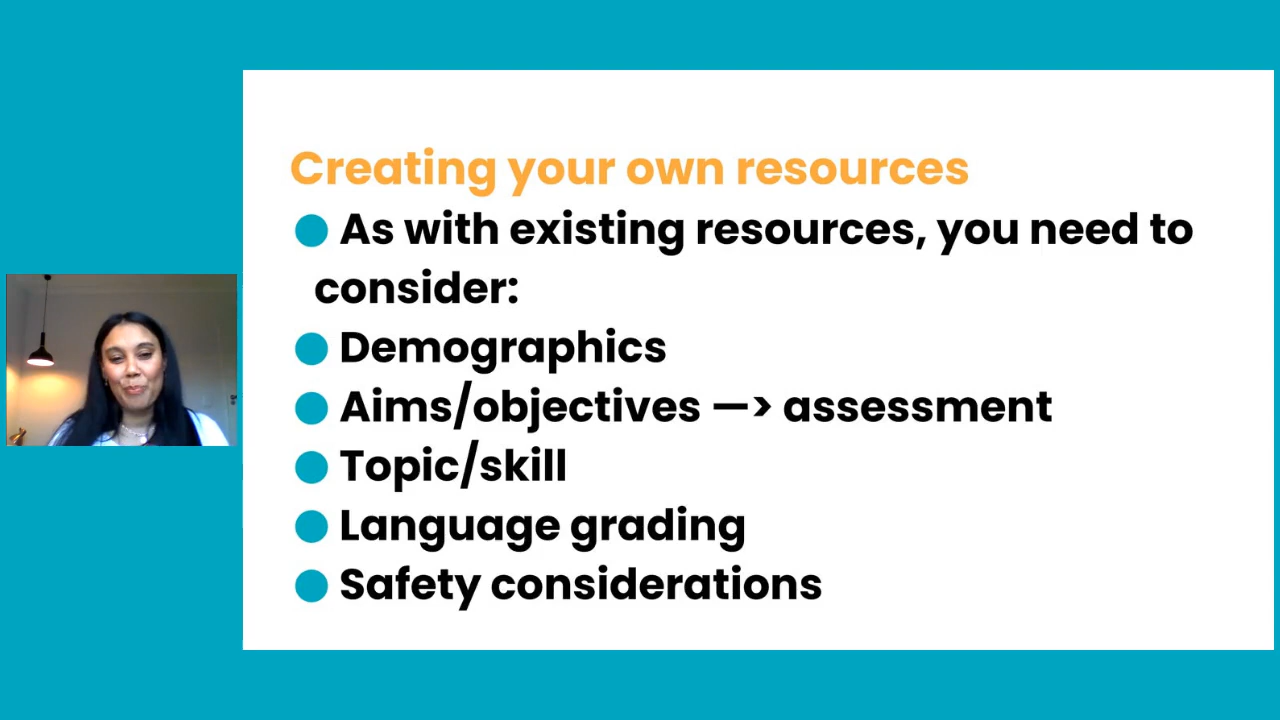 Creating your own resources
● As with existing resources, you need to
consider:
● Demographics
● Aims/objectives —> assessment
● Topic/skill
● Language grading
● Safety considerations